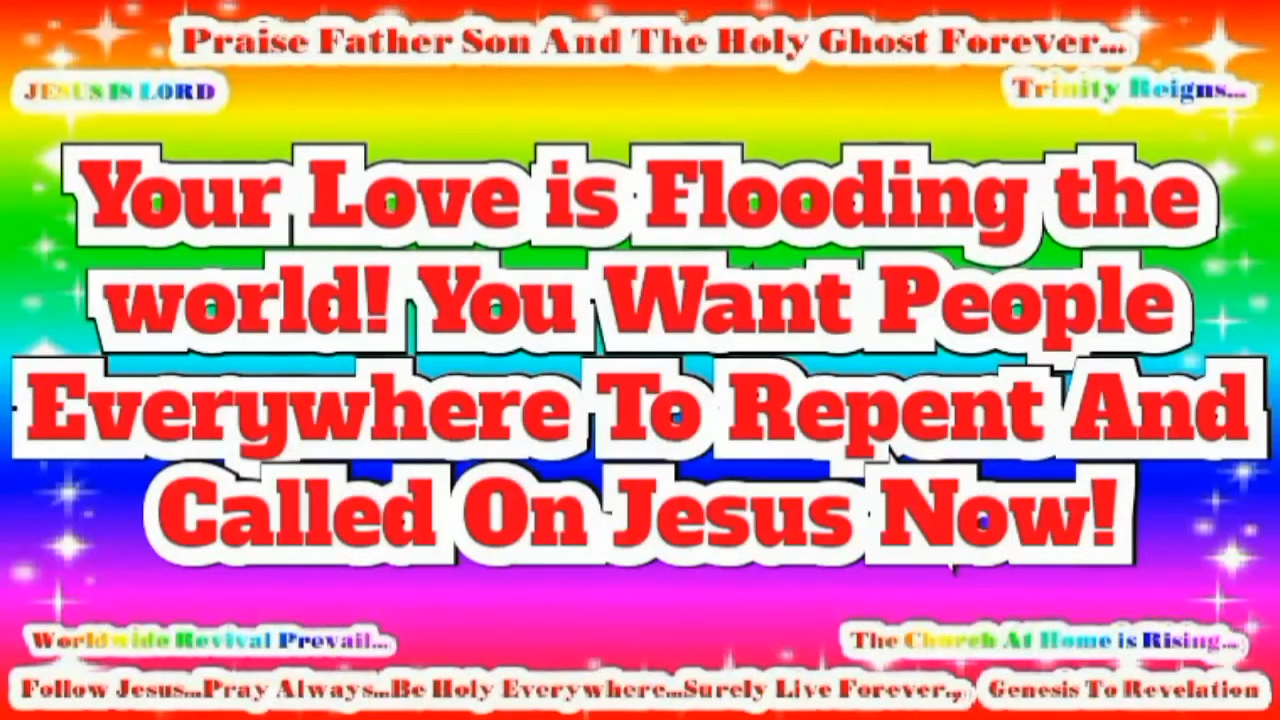 Praise Father Son And The Holy Ghost Forever...
JESUS IS LORD
Trinity Reigns...
Your Love is Flooding the
world! You Want People
Everywhere To Repent And
Called On Jesus Now!
Worldwide Revival Prevail...
The Church At Home is Rising...
Follow Jesus...Pray Always...Be Holy Everywhere...Surely Live Forever..,
Genesis To Revelation